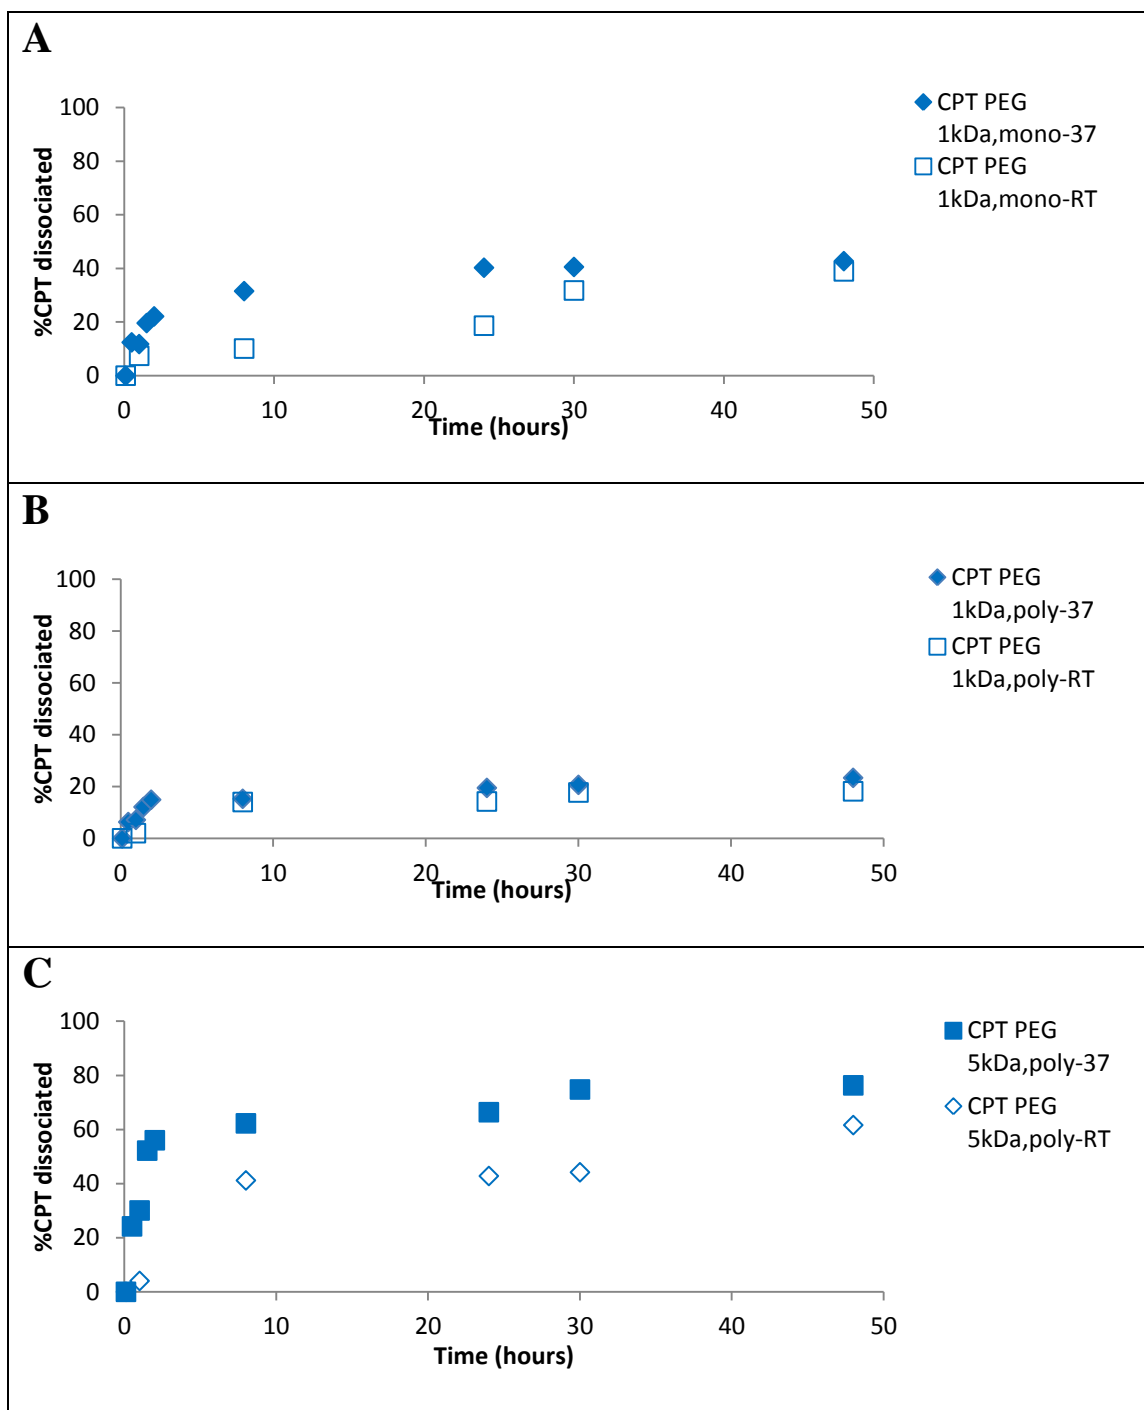 A
100
80
60
40
20
0
%CPT dissociated
0 10 20 30 40 50
Time (hours)
CPT PEG
1kDa,mono-37
CPT PEG
1kDa,mono-RT
B
100
80
60
40
20
0
%CPT dissociated
0 10 20 30 40 50
Time (hours)
CPT PEG
1kDa,poly-37
CPT PEG
1kDa,poly-RT
C
100
80
60
40
20
0
%CPT dissociated
0 10 20 30 40 50
Time (hours)
CPT PEG
5kDa,poly-37
CPT PEG
5kDa,poly-RT